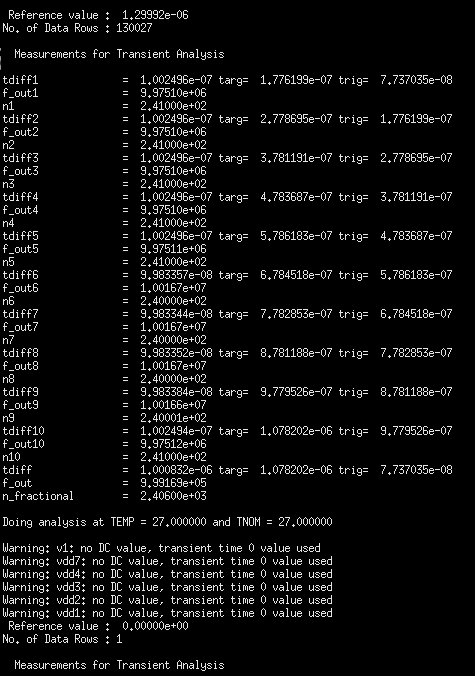 Reference value :  1.29992e-06
No. of Data Rows : 130027
Measurements for Transient Analysis
tdiff1              =  1.002496e-07 targ=  1.776199e-07 trig=  7.737035e-08
f_out1              =  9.97510e+06
n1                  =  2.41000e+02
tdiff2              =  1.002496e-07 targ=  2.778695e-07 trig=  1.776199e-07
f_out2              =  9.97510e+06
n2                  =  2.41000e+02
tdiff3              =  1.002496e-07 targ=  3.781191e-07 trig=  2.778695e-07
f_out3              =  9.97510e+06
n3                  =  2.41000e+02
tdiff4              =  1.002496e-07 targ=  4.783687e-07 trig=  3.781191e-07
f_out4              =  9.97510e+06
n4                  =  2.41000e+02
tdiff5              =  1.002496e-07 targ=  5.786183e-07 trig=  4.783687e-07
f_out5              =  9.97511e+06
n5                  =  2.41000e+02
tdiff6              =  9.983357e-08 targ=  6.784518e-07 trig=  5.786183e-07
f_out6              =  1.00167e+07
n6                  =  2.40000e+02
tdiff7              =  9.983344e-08 targ=  7.782853e-07 trig=  6.784518e-07
f_out7              =  1.00167e+07
n7                  =  2.40000e+02
tdiff8              =  9.983352e-08 targ=  8.781188e-07 trig=  7.782853e-07
f_out8              =  1.00167e+07
n8                  =  2.40000e+02
tdiff9              =  9.983384e-08 targ=  9.779526e-07 trig=  8.781188e-07
f_out9              =  1.00166e+07
n9                  =  2.40001e+02
tdiff10             =  1.002494e-07 targ=  1.078202e-06 trig=  9.779526e-07
f_out10             =  9.97512e+06
n10                 =  2.41000e+02
tdiff               =  1.000832e-06 targ=  1.078202e-06 trig=  7.737035e-08
f_out               =  9.99169e+05
n_fractional        =  2.40600e+03
Doing analysis at TEMP = 27.000000 and TNOM = 27.000000
Warning: v1: no DC value, transient time 0 value used
Warning: vdd7: no DC value, transient time 0 value used
Warning: vdd4: no DC value, transient time 0 value used
Warning: vdd3: no DC value, transient time 0 value used
Warning: vdd2: no DC value, transient time 0 value used
Warning: vdd1: no DC value, transient time 0 value used
Reference value :  0.00000e+00
No. of Data Rows : 1
Measurements for Transient Analysis